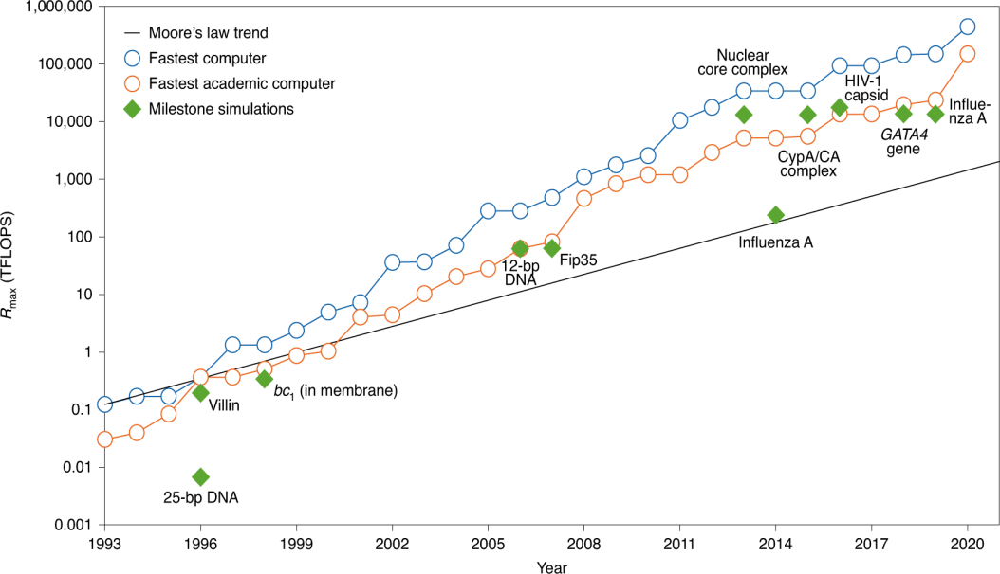 1,000,000
100,000
10,000
1,000
100
10
1
0.1
0.01
0.001
Rmax (TFLOPS)
Moore's law trend
Fastest computer
Fastest academic computer
Milestone simulations
Nuclear
core complex
HIV-1
capsid
Influe-
nza A
GATA4
gene
CypA/CA
complex
Influenza A
12-bp
DNA
Fip35
bc1 (in membrane)
Villin
25-bp DNA
1993
1996
1999
2002
2005
2008
2011
2014
2017
2020
Year